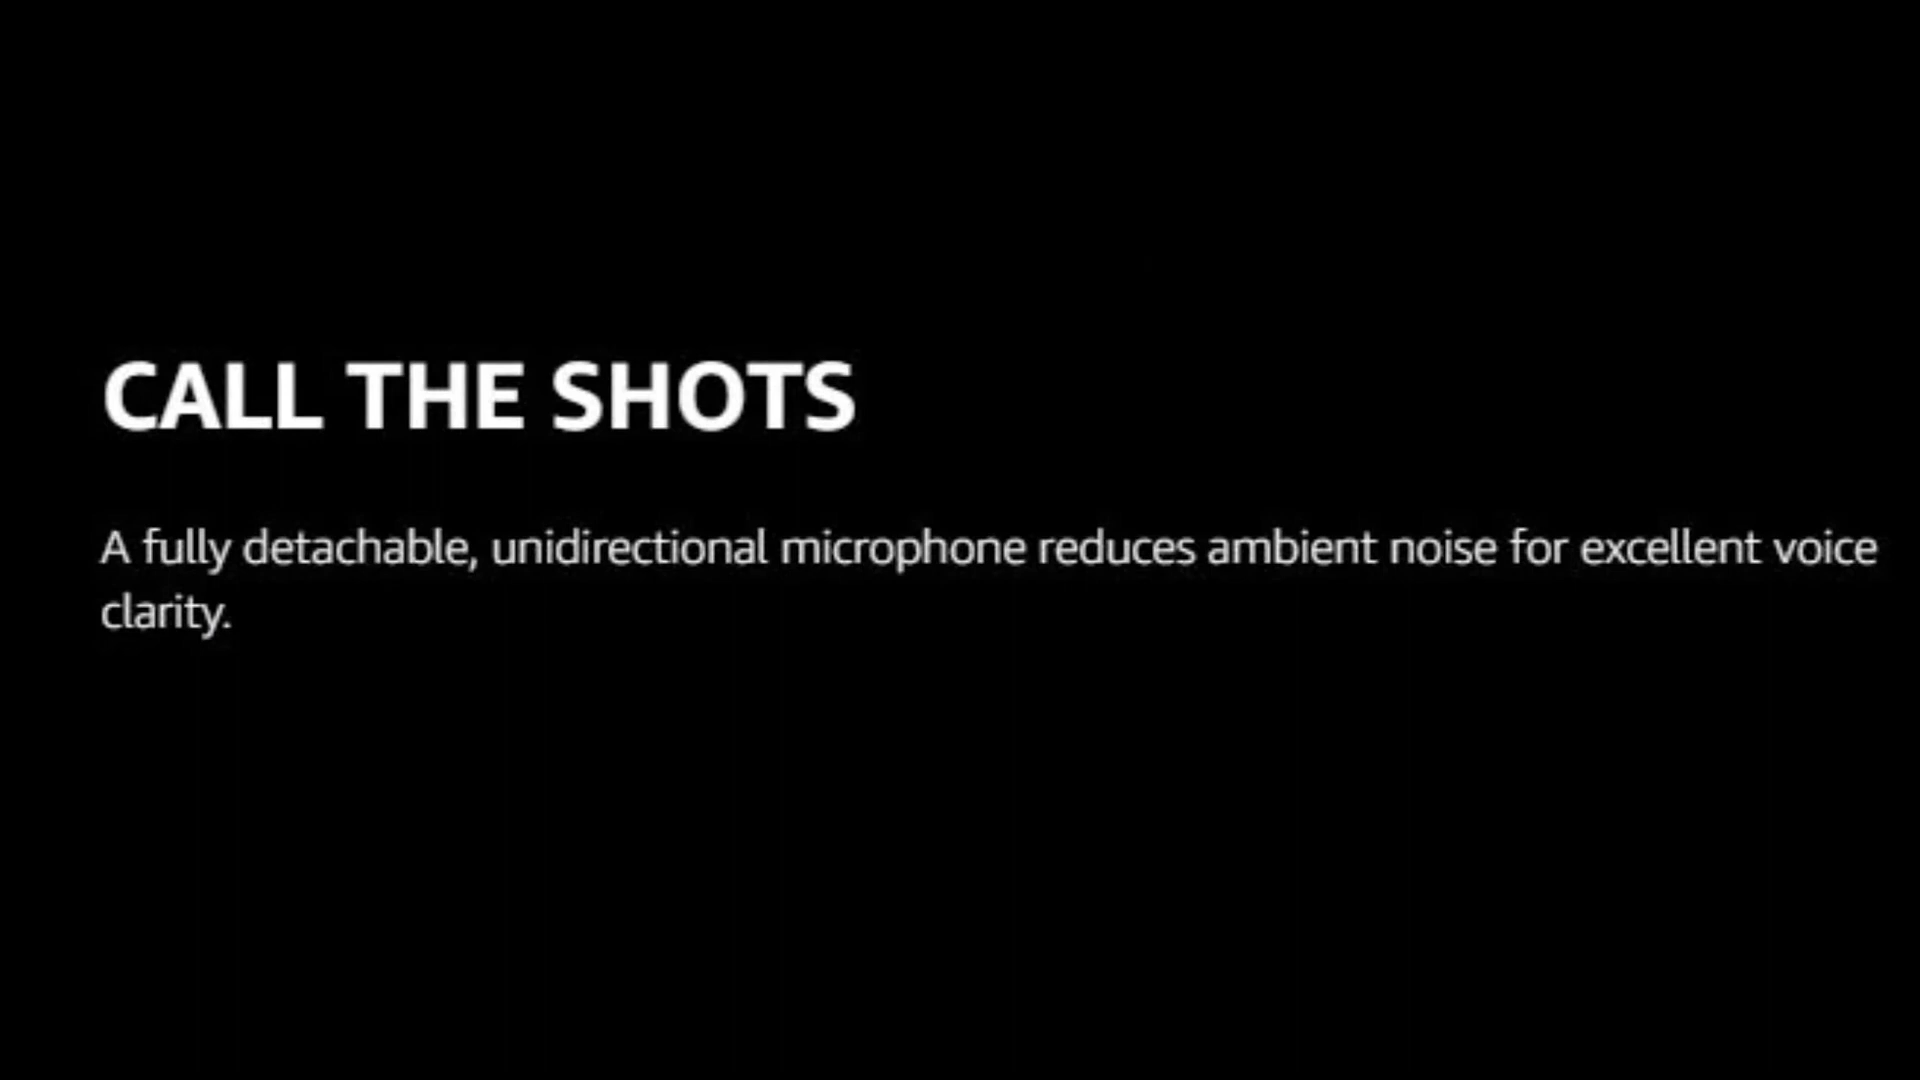 CALL THE SHOTS
A fully detachable, unidirectional microphone reduces ambient noise for excellent voice
clarity.